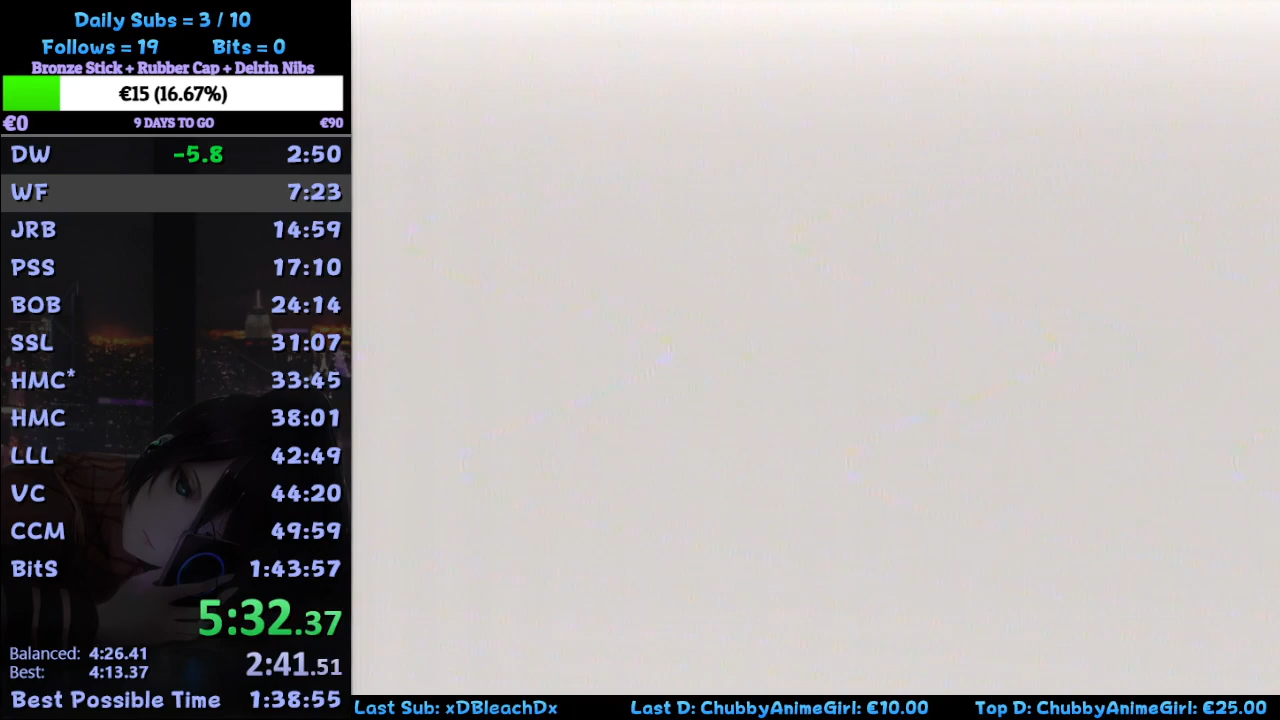 Daily Subs = 3 / 10
Follows = 19 Bits = 0
Bronze Stick + Rubber Cap + Delrin Nibs
€15 (16.67%)
€0 9 DAYS TO GO €90
DW -5.8 2:50
WF 7:23
JRB 14:59
PSS 17:10
BOB 24:14
SSL 31:07
HMC* 33:45
HMC 38:01
LLL 42:49
VC 44:20
CCM 49:59
BitS 1:43:57
5:32.37
Balanced: 4:26.41
Best: 4:13.37
2:41.51
Best Possible Time 1:38:55
Last Sub: xDBleachDx Last D: ChubbyAnimeGirl: €10.00 Top D: ChubbyAnimeGirl: €25.00